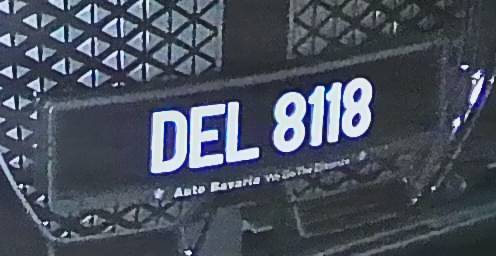 DEL 8118
Auto Bavaria We Go The Distance